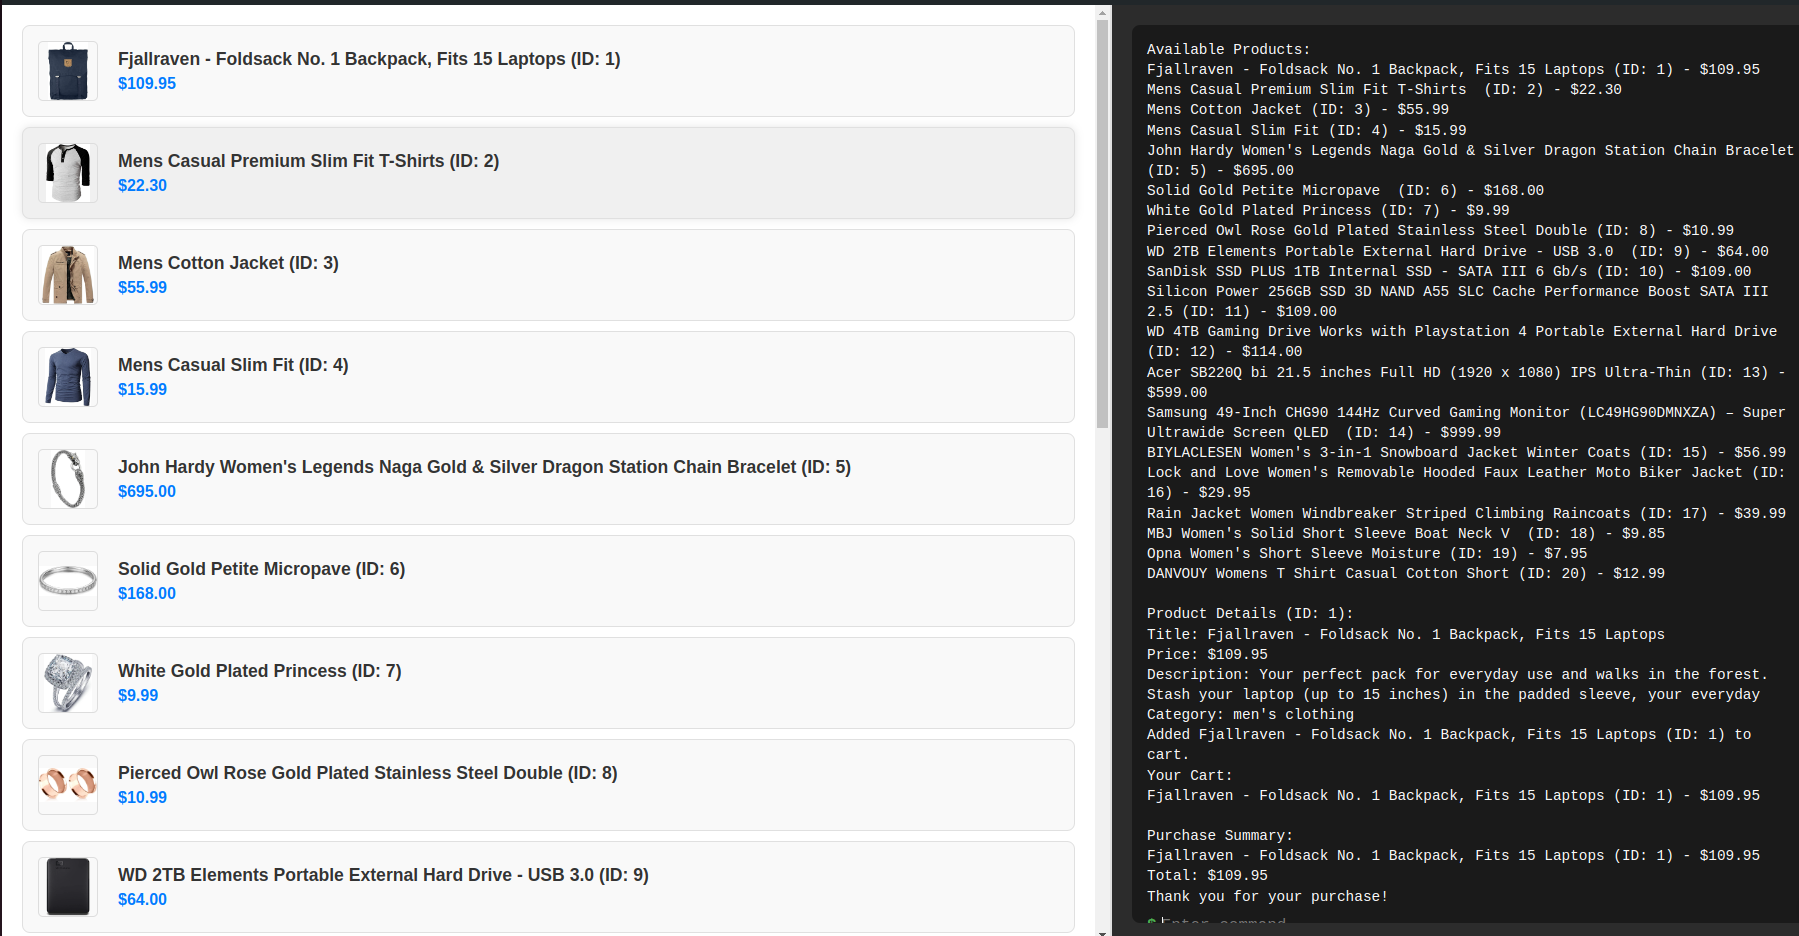 Fjallraven - Foldsack No. 1 Backpack, Fits 15 Laptops (ID: 1)
$109.95
Mens Casual Premium Slim Fit T-Shirts (ID: 2)
$22.30
Mens Cotton Jacket (ID: 3)
$55.99
Mens Casual Slim Fit (ID: 4)
$15.99
John Hardy Women's Legends Naga Gold & Silver Dragon Station Chain Bracelet (ID: 5)
$695.00
Solid Gold Petite Micropave (ID: 6)
$168.00
White Gold Plated Princess (ID: 7)
$9.99
Pierced Owl Rose Gold Plated Stainless Steel Double (ID: 8)
$10.99
WD 2TB Elements Portable External Hard Drive - USB 3.0 (ID: 9)
$64.00
Available Products:
Fjallraven - Foldsack No. 1 Backpack, Fits 15 Laptops (ID: 1) - $109.95
Mens Casual Premium Slim Fit T-Shirts  (ID: 2) - $22.30
Mens Cotton Jacket (ID: 3) - $55.99
Mens Casual Slim Fit (ID: 4) - $15.99
John Hardy Women's Legends Naga Gold & Silver Dragon Station Chain Bracelet
(ID: 5) - $695.00
Solid Gold Petite Micropave  (ID: 6) - $168.00
White Gold Plated Princess (ID: 7) - $9.99
Pierced Owl Rose Gold Plated Stainless Steel Double (ID: 8) - $10.99
WD 2TB Elements Portable External Hard Drive - USB 3.0  (ID: 9) - $64.00
SanDisk SSD PLUS 1TB Internal SSD - SATA III 6 Gb/s (ID: 10) - $109.00
Silicon Power 256GB SSD 3D NAND A55 SLC Cache Performance Boost SATA III
2.5 (ID: 11) - $109.00
WD 4TB Gaming Drive Works with Playstation 4 Portable External Hard Drive
(ID: 12) - $114.00
Acer SB220Q bi 21.5 inches Full HD (1920 x 1080) IPS Ultra-Thin (ID: 13) -
$599.00
Samsung 49-Inch CHG90 144Hz Curved Gaming Monitor (LC49HG90DMNXZA) – Super
Ultrawide Screen QLED  (ID: 14) - $999.99
BIYLACLESEN Women's 3-in-1 Snowboard Jacket Winter Coats (ID: 15) - $56.99
Lock and Love Women's Removable Hooded Faux Leather Moto Biker Jacket (ID:
16) - $29.95
Rain Jacket Women Windbreaker Striped Climbing Raincoats (ID: 17) - $39.99
MBJ Women's Solid Short Sleeve Boat Neck V  (ID: 18) - $9.85
Opna Women's Short Sleeve Moisture (ID: 19) - $7.95
DANVOUY Womens T Shirt Casual Cotton Short (ID: 20) - $12.99
Product Details (ID: 1):
Title: Fjallraven - Foldsack No. 1 Backpack, Fits 15 Laptops
Price: $109.95
Description: Your perfect pack for everyday use and walks in the forest.
Stash your laptop (up to 15 inches) in the padded sleeve, your everyday
Category: men's clothing
Added Fjallraven - Foldsack No. 1 Backpack, Fits 15 Laptops (ID: 1) to
cart.
Your Cart:
Fjallraven - Foldsack No. 1 Backpack, Fits 15 Laptops (ID: 1) - $109.95
Purchase Summary:
Fjallraven - Foldsack No. 1 Backpack, Fits 15 Laptops (ID: 1) - $109.95
Total: $109.95
Thank you for your purchase!
$ Enter command